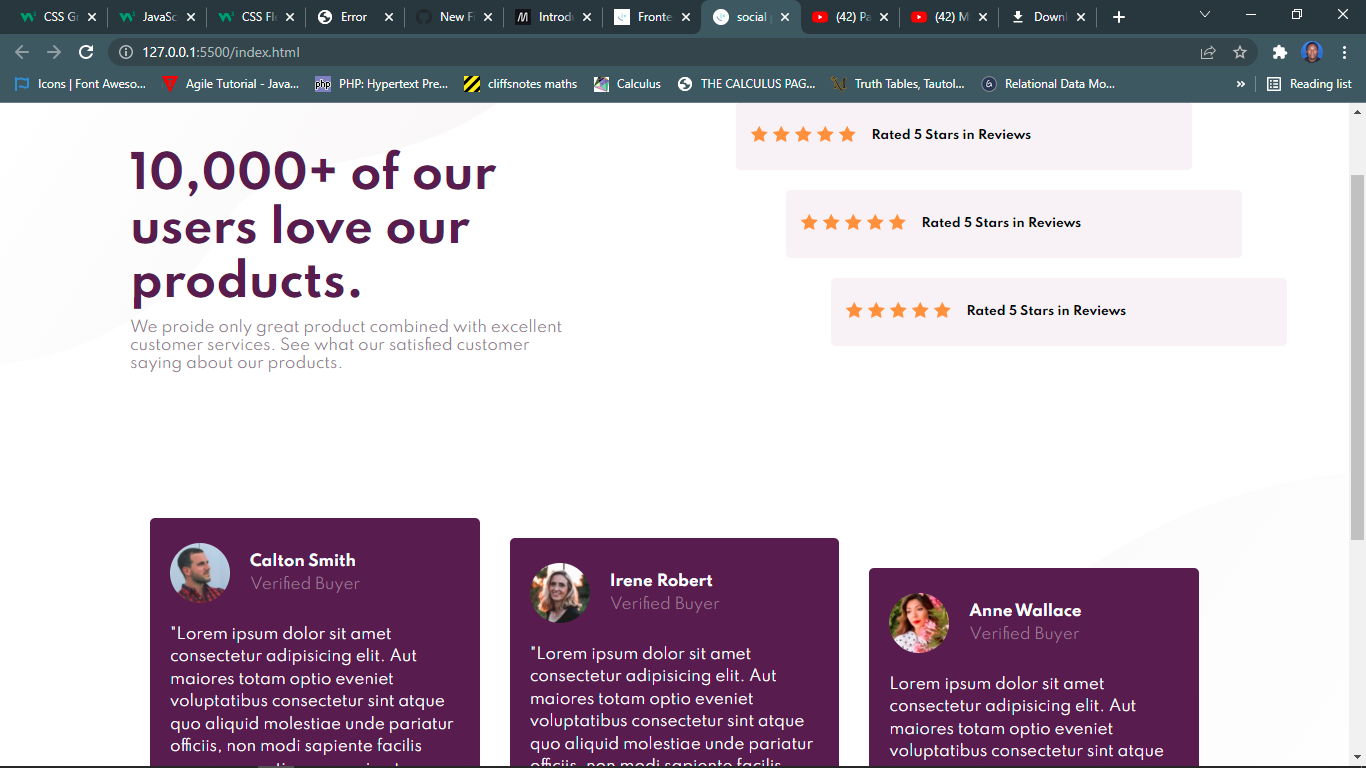 CSS Gr
JavaSc
CSS Fl
Error
New Fi
Introdu
Fronte
social p
(42) Pa
(42) M
Downl
127.0.0.1:5500/index.html
Icons | Font Aweso...
Agile Tutorial - Java...
php
PHP: Hypertext Pre...
cliffsnotes maths
Calculus
THE CALCULUS PAG...
Truth Tables, Tautol...
Relational Data Mo...
»
Reading list
10,000+ of our
users love our
products.
We proide only great product combined with excellent
customer services. See what our satisfied customer
saying about our products.
Rated 5 Stars in Reviews
Rated 5 Stars in Reviews
Rated 5 Stars in Reviews
Calton Smith
Verified Buyer
"Lorem ipsum dolor sit amet
consectetur adipisicing elit. Aut
maiores totam optio eveniet
voluptatibus consectetur sint atque
quo aliquid molestiae unde pariatur
officiis, non modi sapiente facilis
Irene Robert
Verified Buyer
"Lorem ipsum dolor sit amet
consectetur adipisicing elit. Aut
maiores totam optio eveniet
voluptatibus consectetur sint atque
quo aliquid molestiae unde pariatur
officiis, non modi sapiente facilis
Anne Wallace
Verified Buyer
Lorem ipsum dolor sit amet
consectetur adipisicing elit. Aut
maiores totam optio eveniet
voluptatibus consectetur sint atque